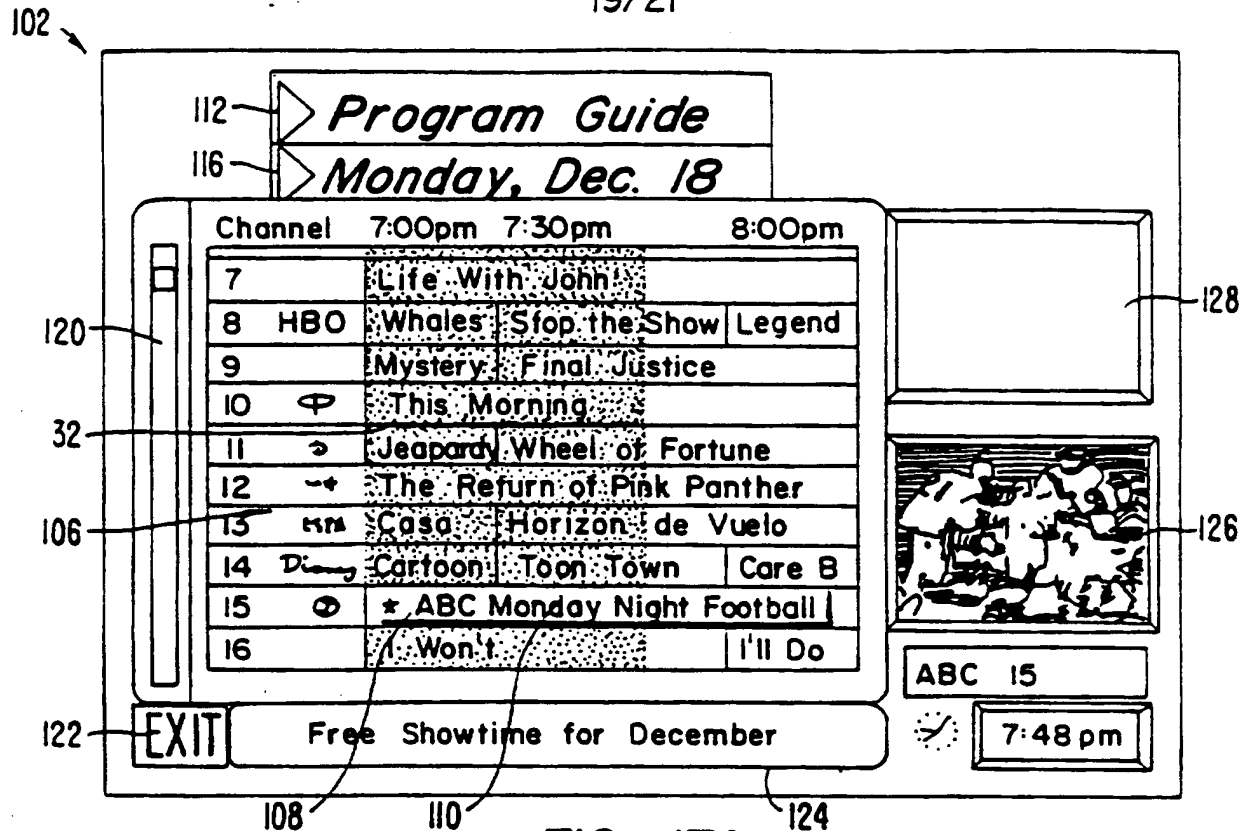 19/21
102
112
Program Guide
116
Monday, Dec. 18
Channel 7:00pm 7:30pm 8:00pm
7 Life With John
8 HBO Whales Stop the Show Legend
128
120
9 Mystery Final Justice
10 This Morning
32
11 Jeapardy Wheel of Fortune
12 The Return of Pink Panther
106
13 Casa Horizon de Vuelo
126
14 Disney Cartoon Toon Town Care B
15 * ABC Monday Night Football
16 I Won't I'll Do
ABC 15
122
EXIT
Free Showtime for December
7:48pm
108 110 124